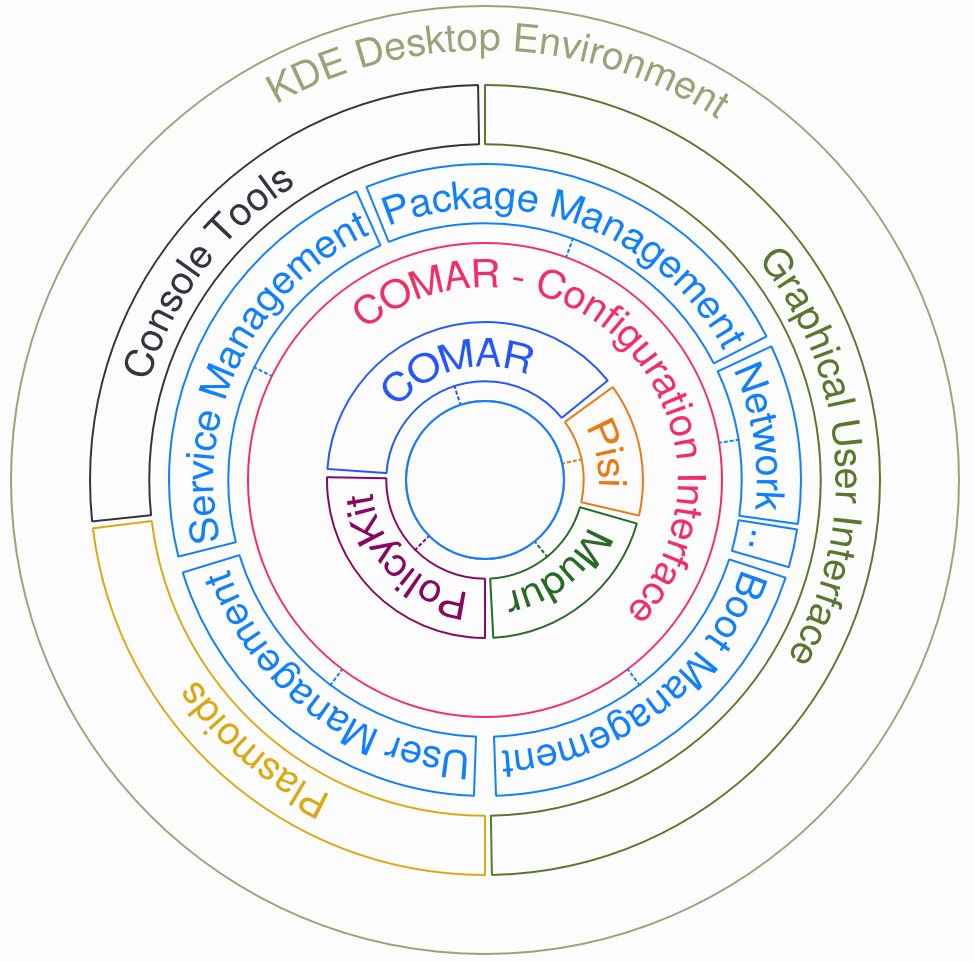 KDE Desktop Environment
Console Tools
Graphical User Interface
Plasmoids
Package Management
Service Management
Network
..
Boot Management
User Management
COMAR - Configuration Interface
COMAR
Pisi
Mudur
PolicyKit